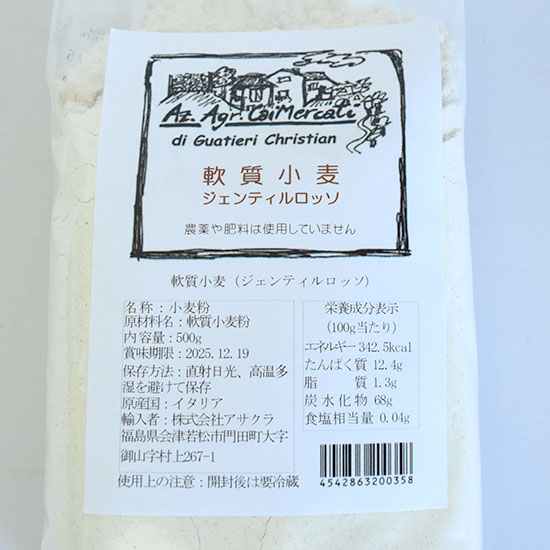 Az. Agr. Cà Mercati
di Guatieri Christian
軟質小麦
ジェンティルロッソ
農薬や肥料は使用していません
軟質小麦（ジェンティルロッソ）
名称：小麦粉
原材料名：軟質小麦粉
内容量：500g
賞味期限：2025.12.19
保存方法：直射日光、高温多
湿を避けて保存
原産国：イタリア
輸入者：株式会社アサクラ
福島県会津若松市門田町大字
御山字村上267-1
使用上の注意：開封後は要冷蔵
栄養成分表示
（100g当たり）
エネルギー 342.5kcal
たんぱく質 12.4g
脂質 1.3g
炭水化物 68g
食塩相当量 0.04g
4542863200358